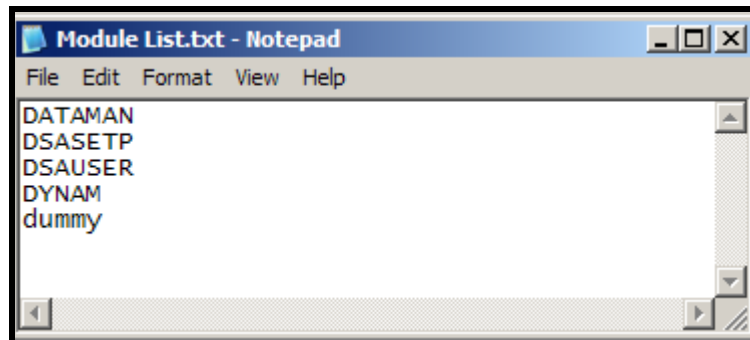 Module List.txt - Notepad
File Edit Format View Help
DATAMAN
DSASETP
DSAUSER
DYNAM
dummy